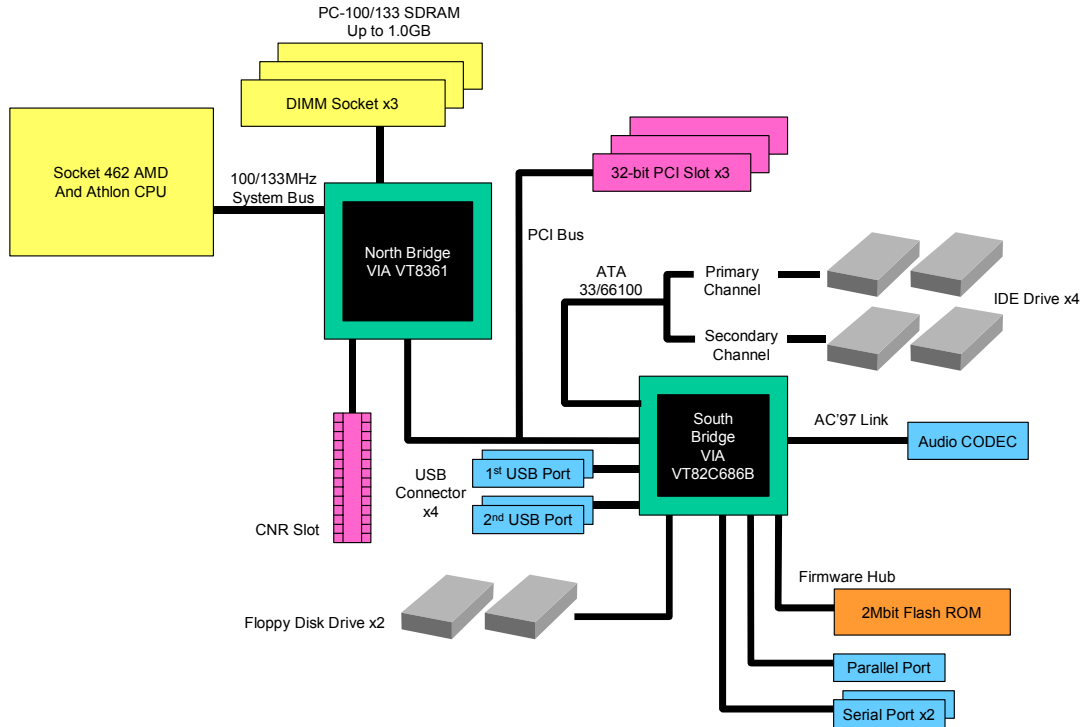 PC-100/133 SDRAM
Up to 1.0GB
DIMM Socket x3
Socket 462 AMD
And Athlon CPU
100/133MHz
System Bus
32-bit PCI Slot x3
North Bridge
VIA VT8361
PCI Bus
ATA
33/66100
Primary
Channel
IDE Drive x4
Secondary
Channel
South
Bridge
VIA
VT82C686B
AC'97 Link
Audio CODEC
USB
Connector
x4
1st USB Port
2nd USB Port
CNR Slot
Firmware Hub
2Mbit Flash ROM
Floppy Disk Drive x2
Parallel Port
Serial Port x2